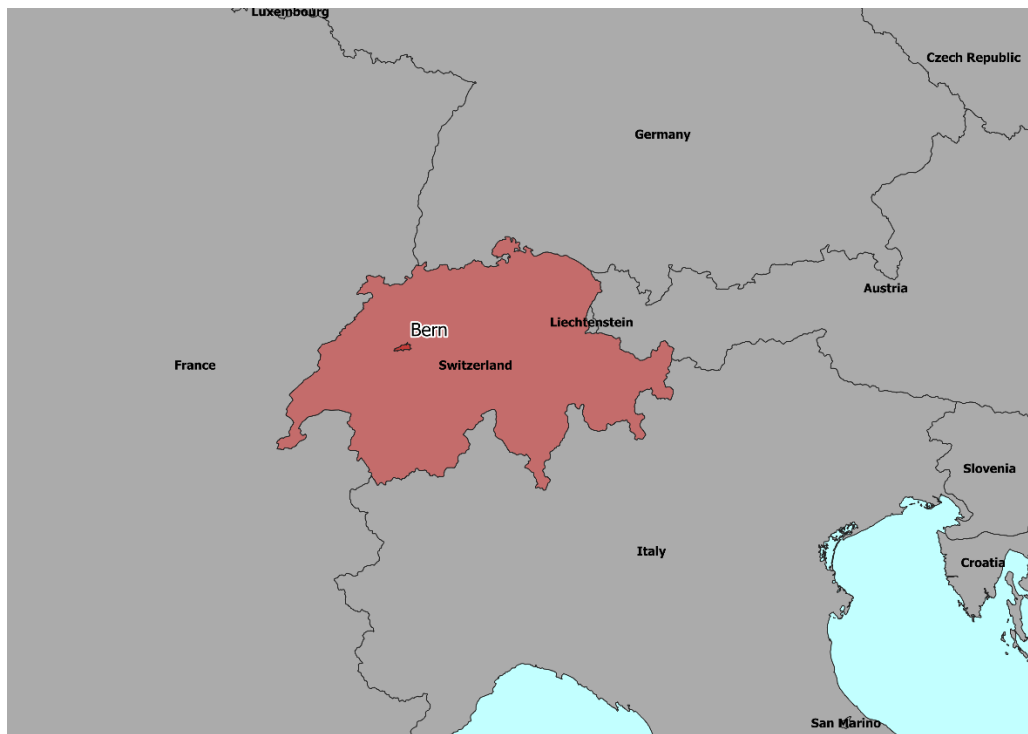 Luxembourg
Czech Republic
Germany
Austria
Liechtenstein
Bern
France
Switzerland
Slovenia
Italy
Croatia
San Marino